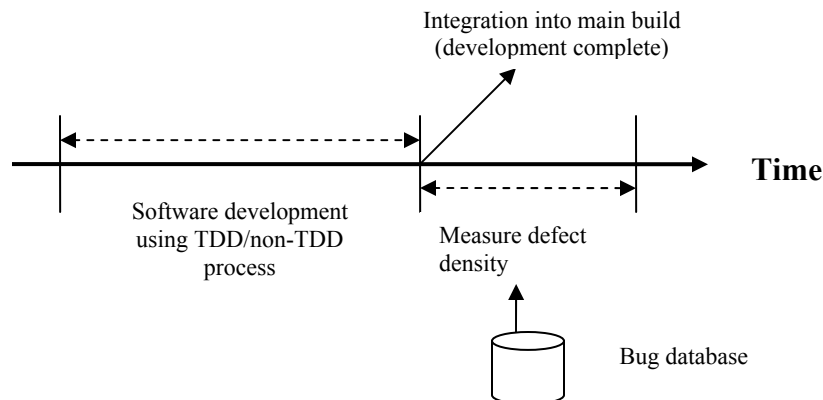 Integration into main build
(development complete)
Time
Software development
using TDD/non-TDD
process
Measure defect
density
Bug database